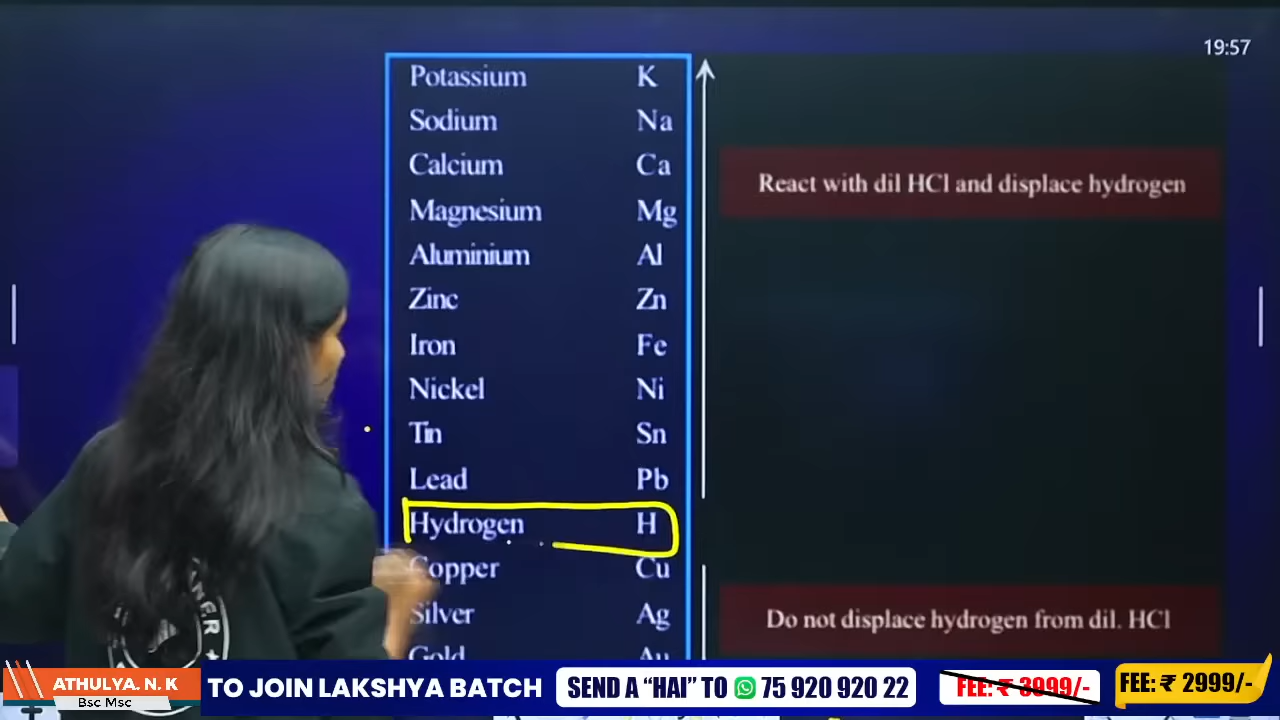 19:57
Potassium K
Sodium Na
Calcium Ca
React with dil HCl and displace hydrogen
Magnesium Mg
Aluminium Al
Zinc Zn
Iron Fe
Nickel Ni
Tin Sn
Lead Pb
Hydrogen H
Copper Cu
Silver Ag
Do not displace hydrogen from dil. HCl
Gold Au
ATHULYA. N. K
Bsc Msc
TO JOIN LAKSHYA BATCH
SEND A “HAI” TO 75 920 920 22
FEE: ₹ 3999/-
FEE: ₹ 2999/-